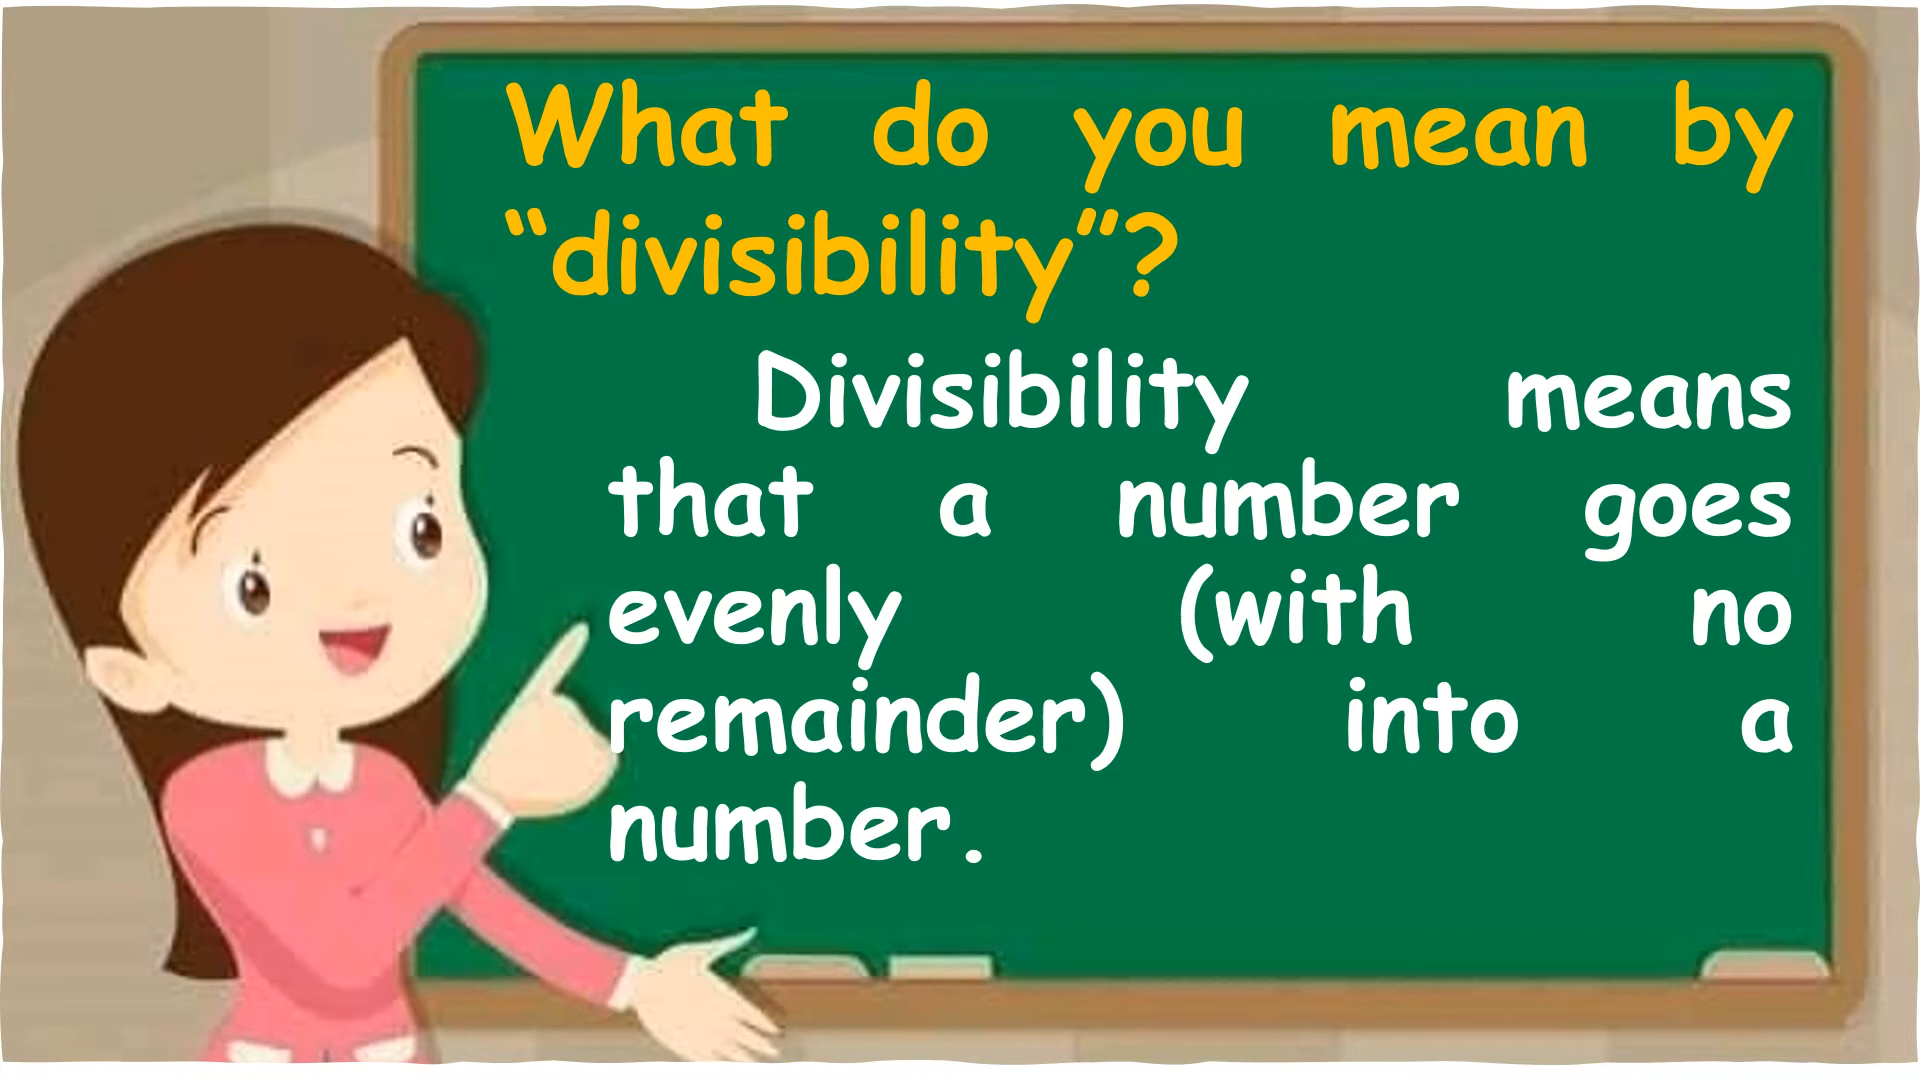 What do you mean by
“divisibility”?
Divisibility means
that a number goes
evenly (with no
remainder) into a
number.